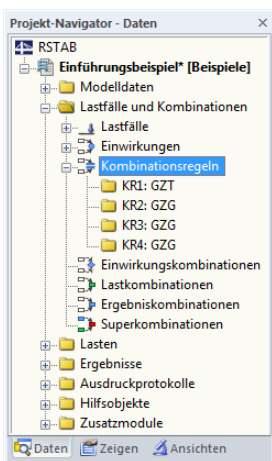 Projekt-Navigator - Daten
RSTAB
Einführungsbeispiel* [Beispiele]
Modelldaten
Lastfälle und Kombinationen
Lastfälle
Einwirkungen
Kombinationsregeln
KR1: GZT
KR2: GZG
KR3: GZG
KR4: GZG
Einwirkungskombinationen
Lastkombinationen
Ergebniskombinationen
Superkombinationen
Lasten
Ergebnisse
Ausdruckprotokolle
Hilfsobjekte
Zusatzmodule
Daten Zeigen Ansichten